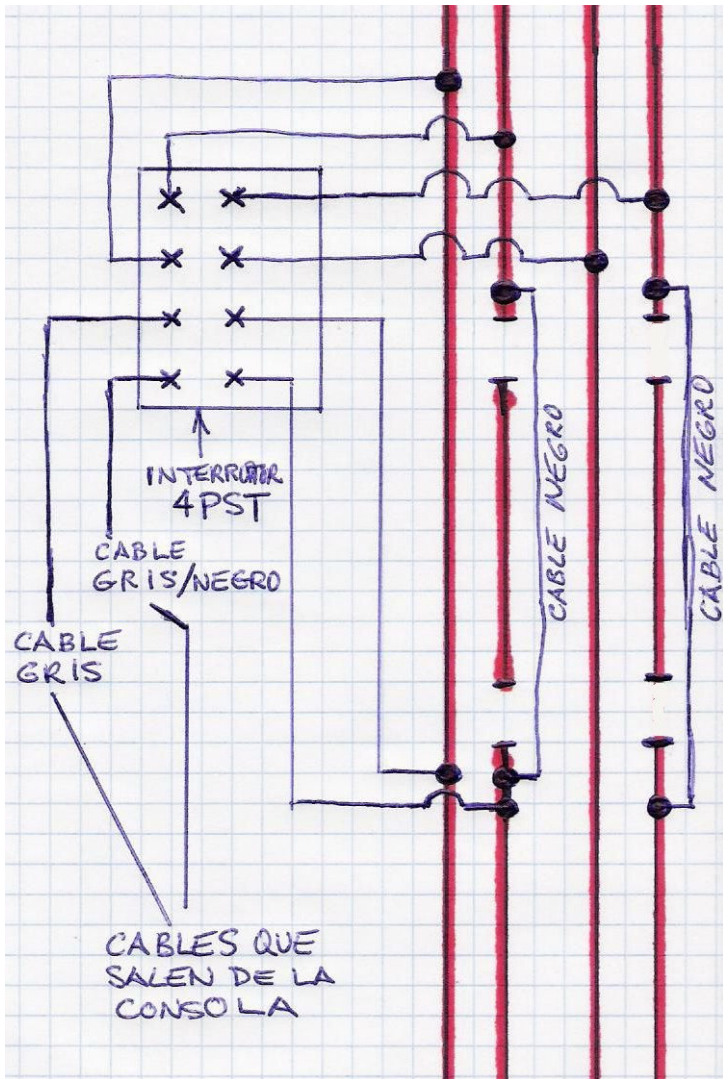 INTERRUPTOR
4PST
CABLE
GRIS/NEGRO
CABLE
GRIS
CABLE NEGRO
CABLE NEGRO
CABLES QUE
SALEN DE LA
CONSOLA